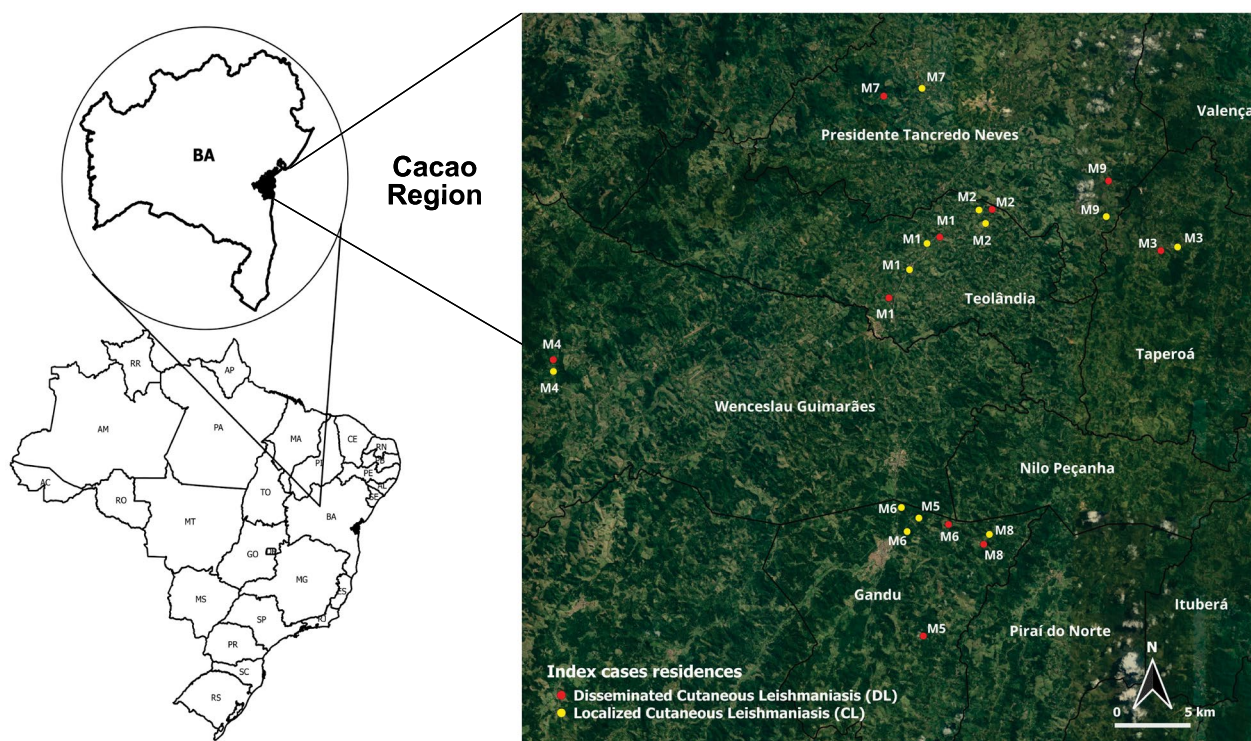 BA
Cacao
Region
RR
AP
AM
PA
MA
CE
RN
PI
PE
AL
SE
AC
RO
TO
BA
MT
GO
DF
MG
ES
MS
SP
RJ
PR
SC
RS
M7
M7
Valença
Presidente Tancredo Neves
M9
M2
M2
M9
M1
M2
M1
M3
M3
M1
Teolândia
M1
M4
Taperoá
M4
Wenceslau Guimarães
Nilo Peçanha
M6
M5
M6
M6
M8
M8
Gandu
Ituberá
M5
Piraí do Norte
N
Index cases residences
Disseminated Cutaneous Leishmaniasis (DL)
Localized Cutaneous Leishmaniasis (CL)
0 5 km